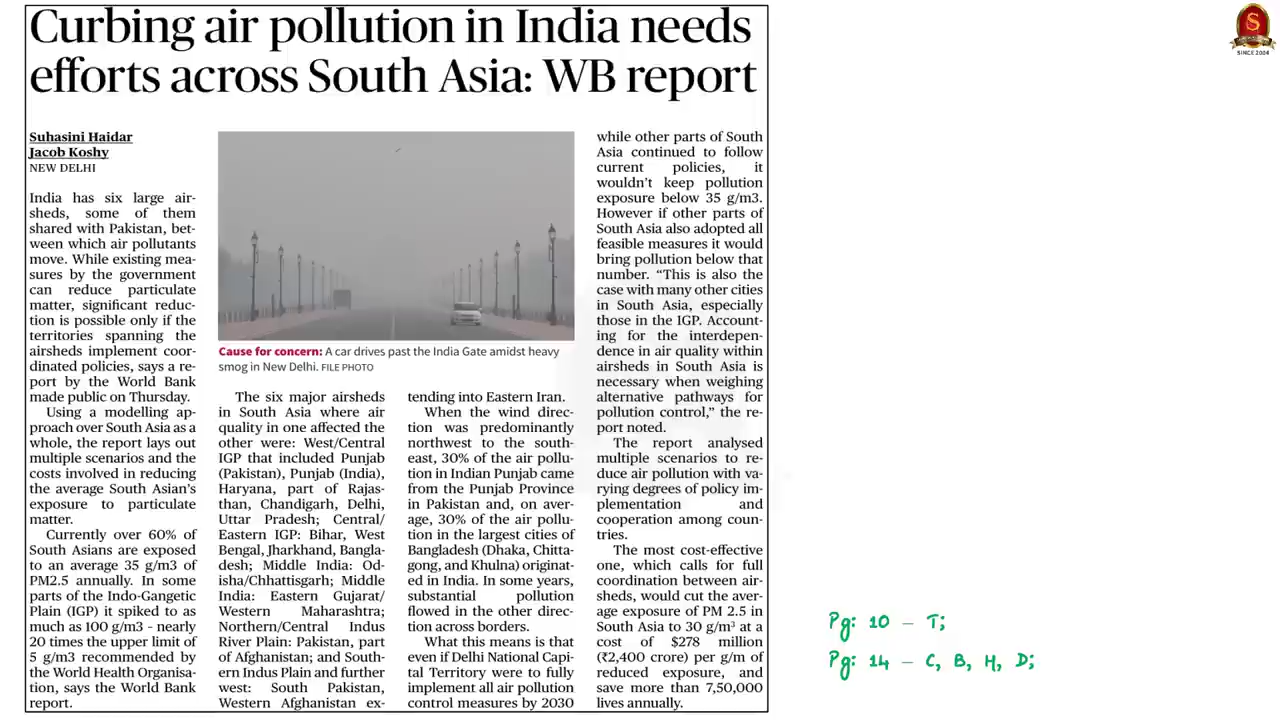 Curbing air pollution in India needs
efforts across South Asia: WB report
Suhasini Haidar
Jacob Koshy
NEW DELHI
India has six large air-
sheds, some of them
shared with Pakistan, bet-
ween which air pollutants
move. While existing mea-
sures by the government
can reduce particulate
matter, significant reduc-
tion is possible only if the
territories spanning the
airsheds implement coor-
dinated policies, says a re-
port by the World Bank
made public on Thursday.
Using a modelling ap-
proach over South Asia as a
whole, the report lays out
multiple scenarios and the
costs involved in reducing
the average South Asian's
exposure to particulate
matter.
Currently over 60% of
South Asians are exposed
to an average 35 g/m3 of
PM2.5 annually. In some
parts of the Indo-Gangetic
Plain (IGP) it spiked to as
much as 100 g/m3 - nearly
20 times the upper limit of
5 g/m3 recommended by
the World Health Organisa-
tion, says the World Bank
report.
Cause for concern: A car drives past the India Gate amidst heavy
smog in New Delhi. FILE PHOTO
The six major airsheds
in South Asia where air
quality in one affected the
other were: West/Central
IGP that included Punjab
(Pakistan), Punjab (India),
Haryana, part of Rajas-
than, Chandigarh, Delhi,
Uttar Pradesh; Central/
Eastern IGP: Bihar, West
Bengal, Jharkhand, Bangla-
desh; Middle India: Od-
isha/Chhattisgarh; Middle
India: Eastern Gujarat/
Western Maharashtra;
Northern/Central Indus
River Plain: Pakistan, part
of Afghanistan; and South-
ern Indus Plain and further
west: South Pakistan,
Western Afghanistan ex-
tending into Eastern Iran.
When the wind direc-
tion was predominantly
northwest to the south-
east, 30% of the air pollu-
tion in Indian Punjab came
from the Punjab Province
in Pakistan and, on aver-
age, 30% of the air pollu-
tion in the largest cities of
Bangladesh (Dhaka, Chitta-
gong, and Khulna) originat-
ed in India. In some years,
substantial pollution
flowed in the other direc-
tion across borders.
What this means is that
even if Delhi National Capi-
tal Territory were to fully
implement all air pollution
control measures by 2030
while other parts of South
Asia continued to follow
current policies, it
wouldn't keep pollution
exposure below 35 g/m3.
However if other parts of
South Asia also adopted all
feasible measures it would
bring pollution below that
number. "This is also the
case with many other cities
in South Asia, especially
those in the IGP. Account-
ing for the interdepen-
dence in air quality within
airsheds in South Asia is
necessary when weighing
alternative pathways for
pollution control," the re-
port noted.
The report analysed
multiple scenarios to re-
duce air pollution with va-
rying degrees of policy im-
plementation and
cooperation among coun-
tries.
The most cost-effective
one, which calls for full
coordination between air-
sheds, would cut the aver-
age exposure of PM 2.5 in
South Asia to 30 g/m³ at a
cost of $278 million
(₹2,400 crore) per g/m of
reduced exposure, and
save more than 7,50,000
lives annually.
S
SINCE 2004
Pg: 10 – T;
Pg: 14 – C, B, H, D;